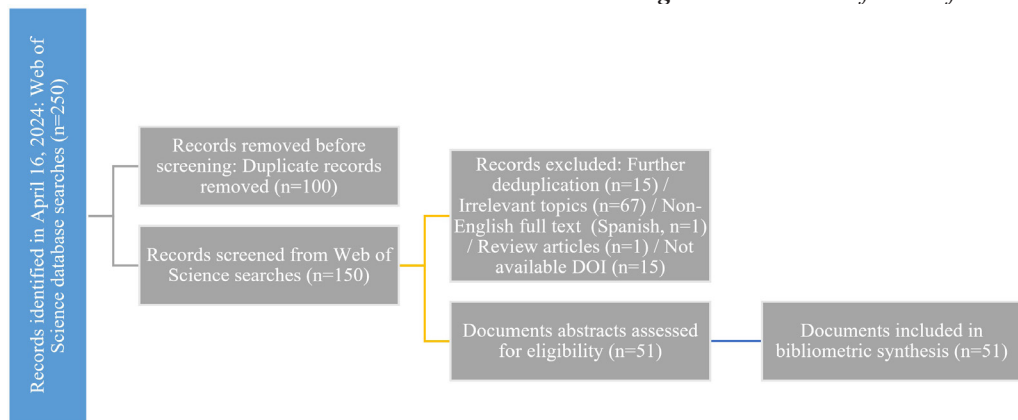 Records identified in April 16, 2024: Web of
Science database searches (n=250)
Records removed before
screening: Duplicate records
removed (n=100)
Records screened from Web of
Science searches (n=150)
Records excluded: Further
deduplication (n=15) /
Irrelevant topics (n=67) / Non-
English full text (Spanish, n=1)
/ Review articles (n=1) / Not
available DOI (n=15)
Documents abstracts assessed
for eligibility (n=51)
Documents included in
bibliometric synthesis (n=51)